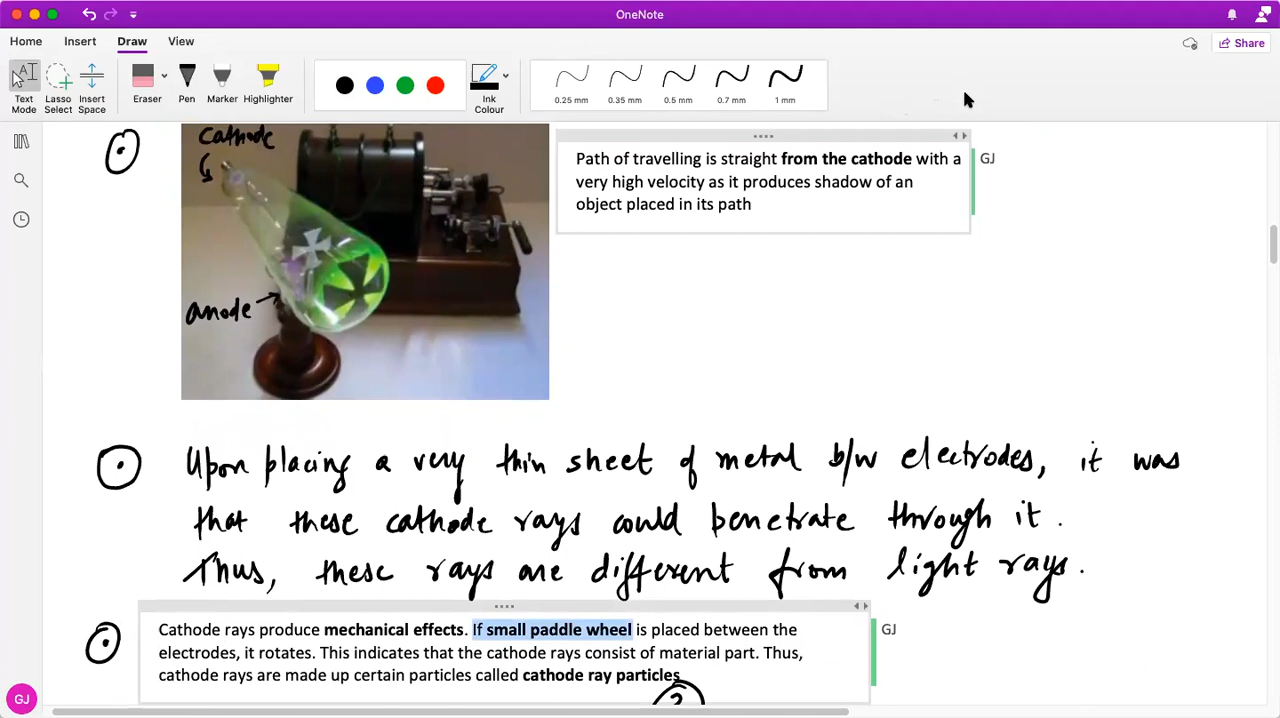 OneNote
Home Insert Draw View
Share
Text Mode
Lasso Select
Insert Space
Eraser
Pen
Marker
Highlighter
Ink Colour
0.25 mm
0.35 mm
0.5 mm
0.7 mm
1 mm
Cathode
anode
Path of travelling is straight from the cathode with a
very high velocity as it produces shadow of an
object placed in its path
GJ
Upon placing a very thin sheet of metal b/w electrodes, it was
that these cathode rays could penetrate through it.
Thus, these rays are different from light rays.
Cathode rays produce mechanical effects. If small paddle wheel is placed between the
electrodes, it rotates. This indicates that the cathode rays consist of material part. Thus,
cathode rays are made up certain particles called cathode ray particles
GJ
2
GJ